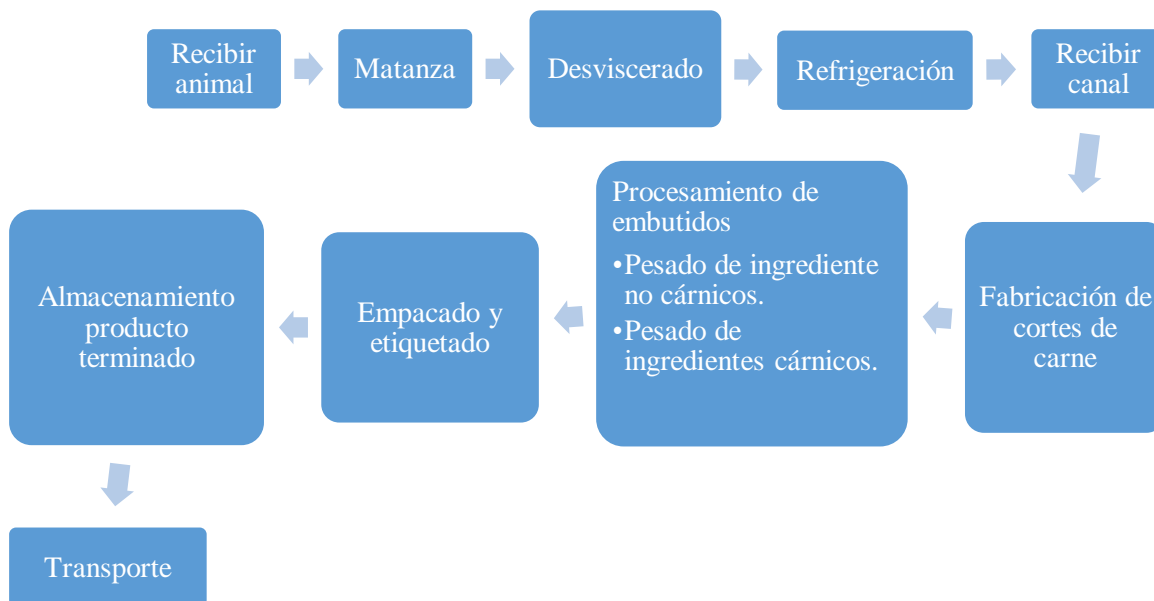 Recibir
animal
Matanza
Desviscerado
Refrigeración
Recibir
canal
Fabricación de
cortes de
carne
Procesamiento de
embutidos
•Pesado de ingrediente
no cárnicos.
•Pesado de
ingredientes cárnicos.
Empacado y
etiquetado
Almacenamiento
producto
terminado
Transporte